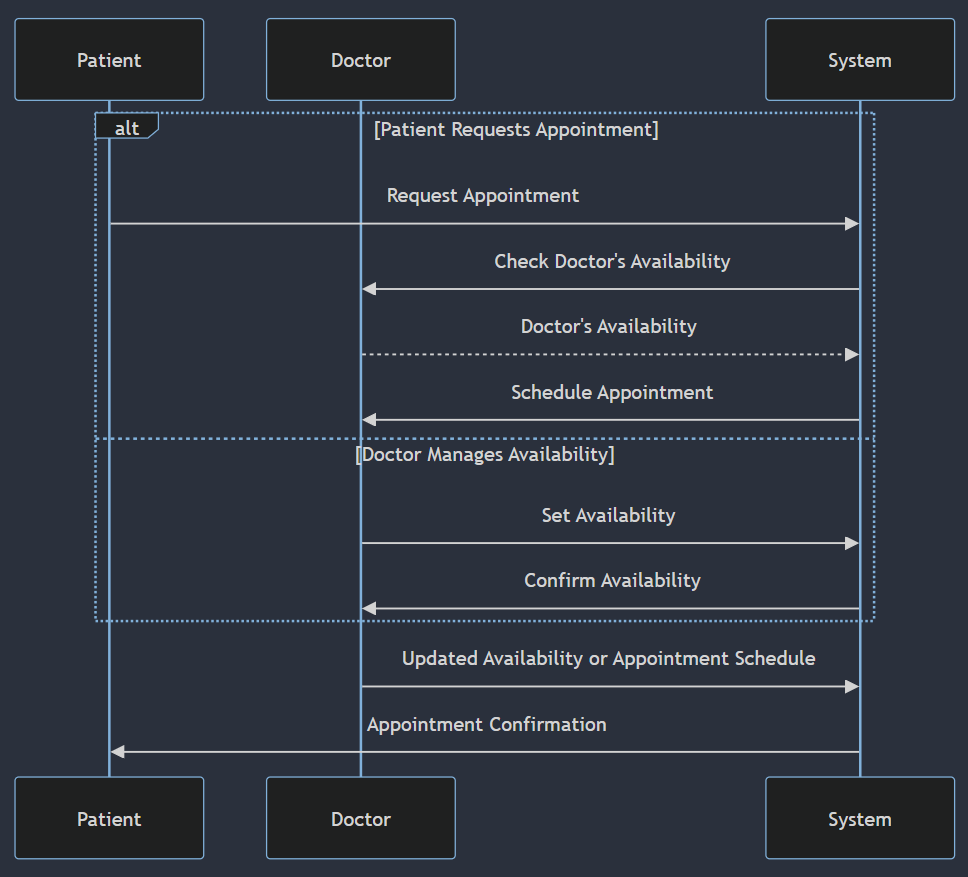 Patient
Doctor
System
alt
[Patient Requests Appointment]
Request Appointment
Check Doctor's Availability
Doctor's Availability
Schedule Appointment
[Doctor Manages Availability]
Set Availability
Confirm Availability
Updated Availability or Appointment Schedule
Appointment Confirmation
Patient
Doctor
System